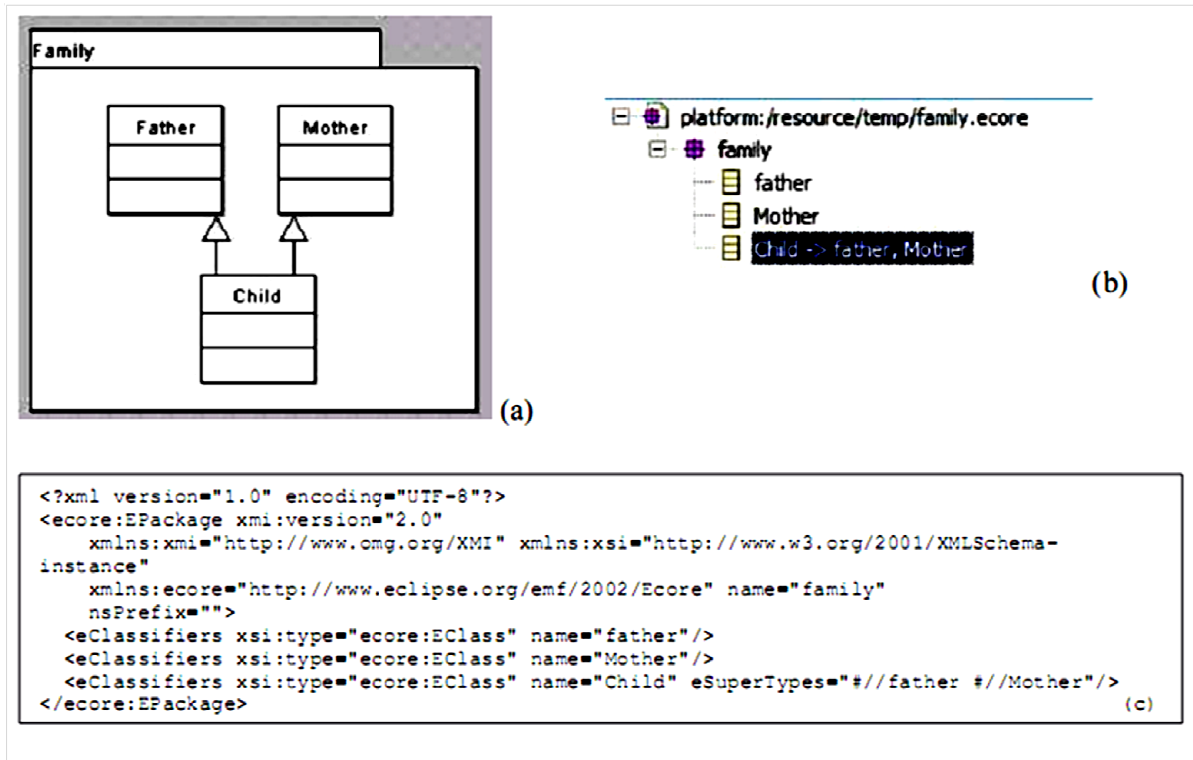 Family
Father
Mother
Child
(a)
platform:/resource/temp/family.ecore
family
father
Mother
Child -> father, Mother
(b)
<?xml version="1.0" encoding="UTF-8"?>
<ecore:EPackage xmi:version="2.0"
xmlns:xmi="http://www.omg.org/XMI" xmlns:xsi="http://www.w3.org/2001/XMLSchema-
instance"
xmlns:ecore="http://www.eclipse.org/emf/2002/Ecore" name="family"
nsPrefix="">
<eClassifiers xsi:type="ecore:EClass" name="father"/>
<eClassifiers xsi:type="ecore:EClass" name="Mother"/>
<eClassifiers xsi:type="ecore:EClass" name="Child" eSuperTypes="#//father #//Mother"/>
</ecore:EPackage>
(c)